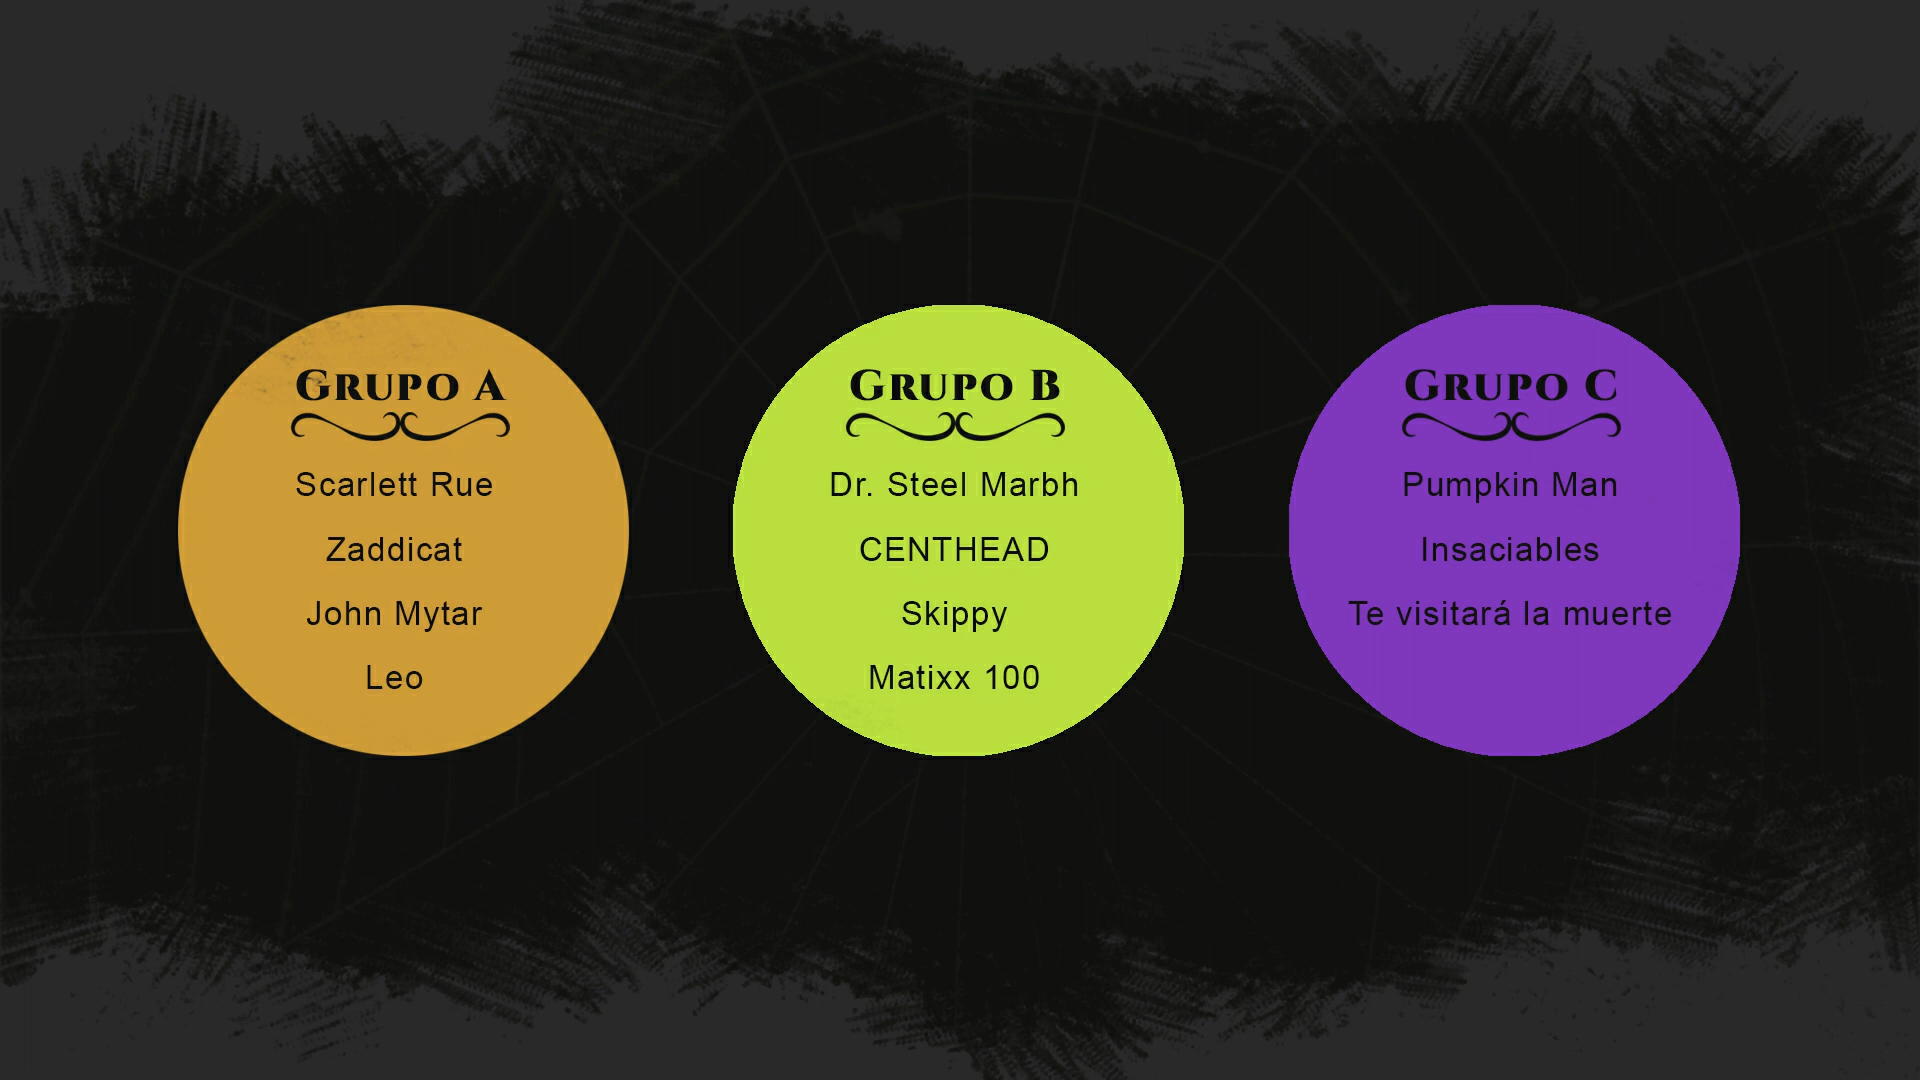 Grupo A
Scarlett Rue
Zaddicat
John Mytar
Leo
Grupo B
Dr. Steel Marbh
CENTHEAD
Skippy
Matixx 100
Grupo C
Pumpkin Man
Insaciables
Te visitará la muerte